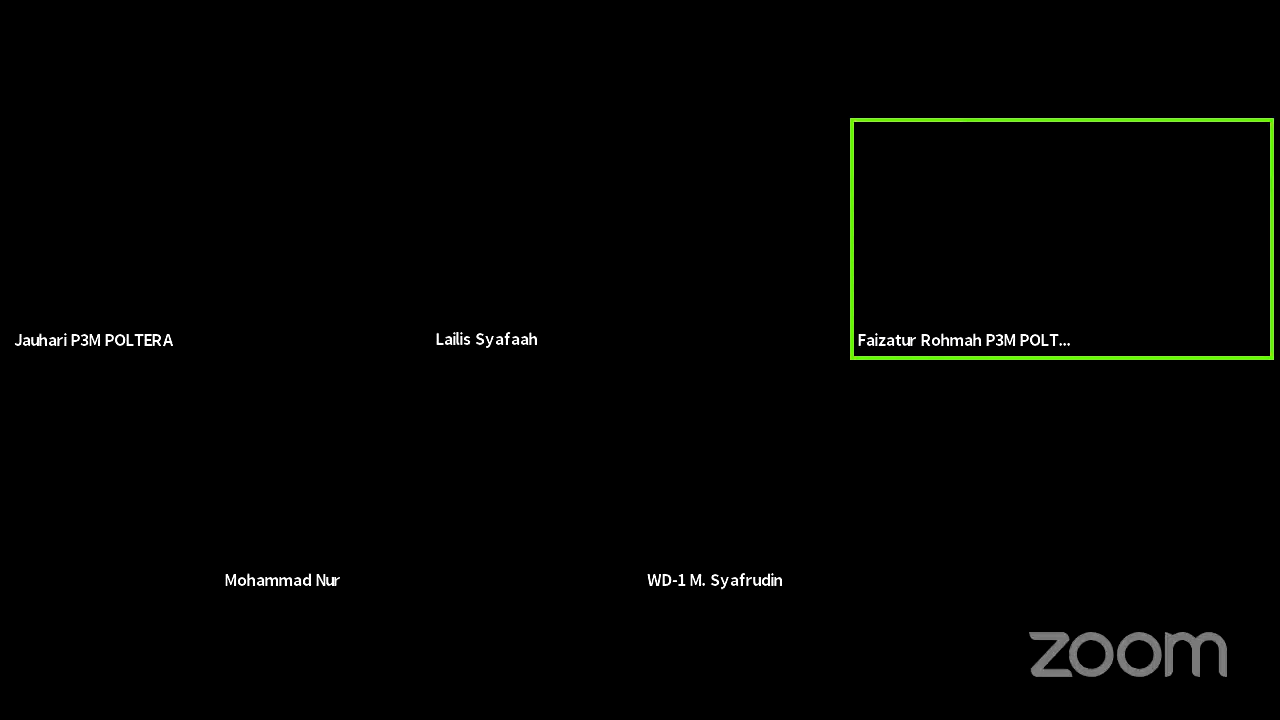 Jauhari P3M POLTERA
Lailis Syafaah
Faizatur Rohmah P3M POLT...
Mohammad Nur
WD-1 M. Syafrudin
zoom